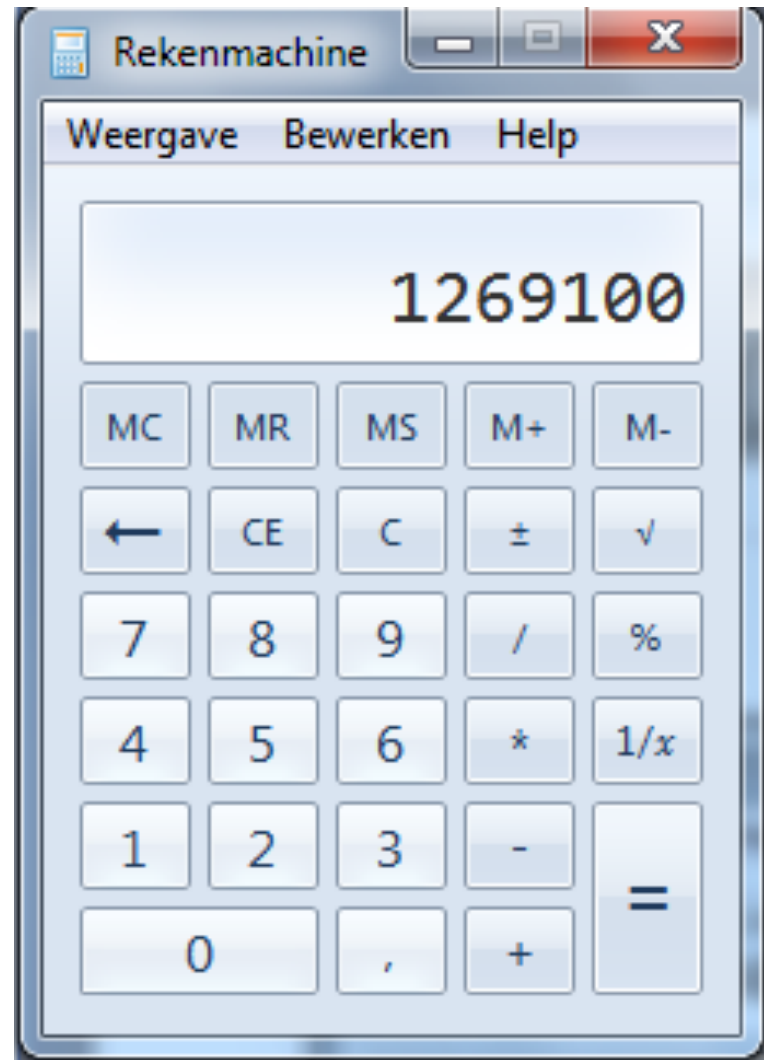 Rekenmachine
Weergave Bewerken Help
1269100
MC MR MS M+ M-
← CE C ± √
7 8 9 / %
4 5 6 * 1/x
1 2 3 -
=
0 , +